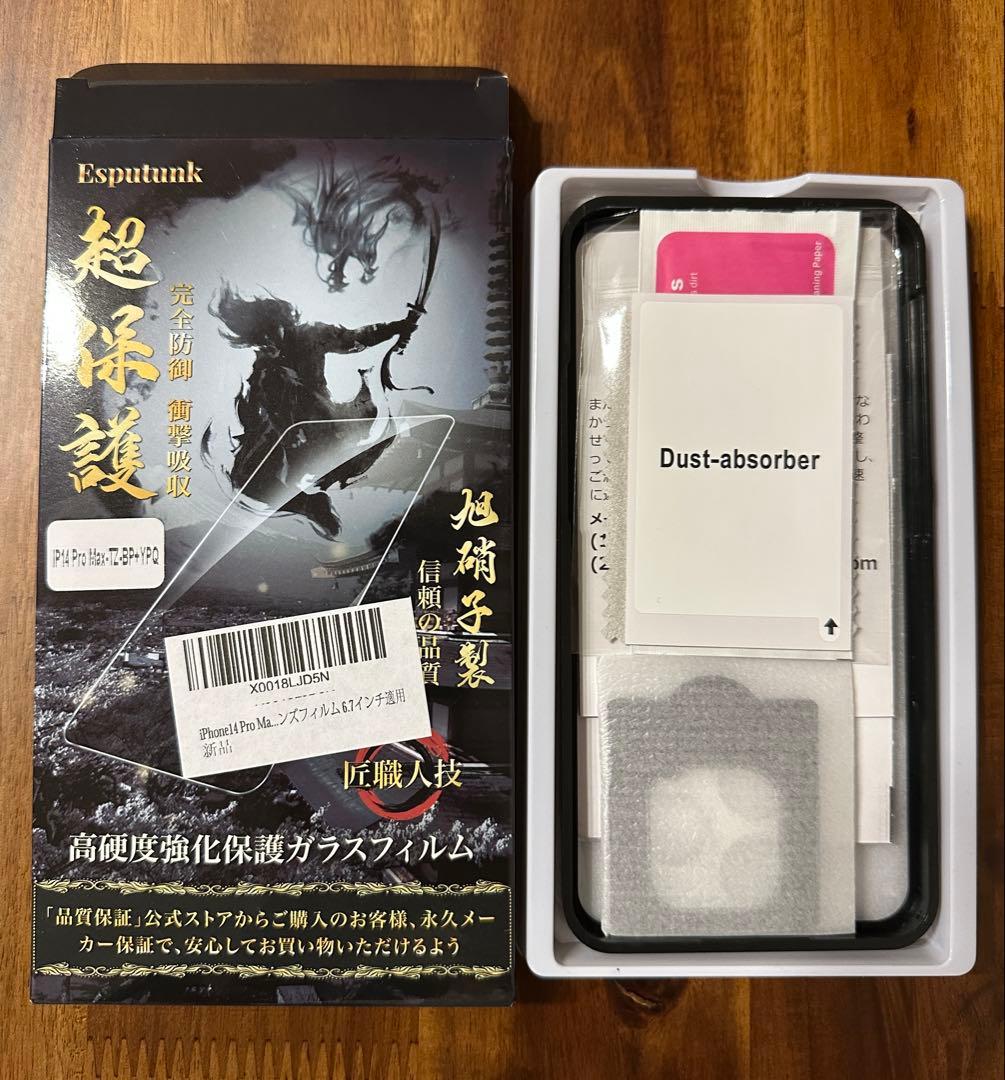 Esputunk
超保護
完全防御 衝撃吸収
旭硝子製
信頼の品質
IP14 Pro Max-TZ-BP+YPQ
X0018LJD5N
iPhone14 Pro Ma...ンズフィルム 6.7インチ適用
新品
匠職人技
高硬度強化保護ガラスフィルム
「品質保証」公式ストアからご購入のお客様、永久メー
カー保証で、安心してお買い物いただけるよう
Dust-absorber